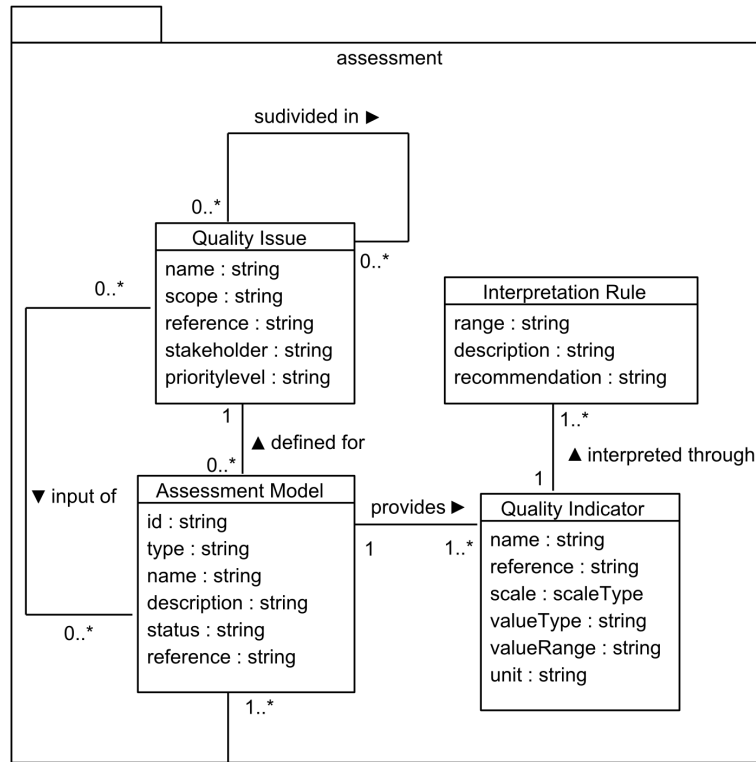 assessment
sudivided in ►
0..*
Quality Issue
0..*
name : string
scope : string
reference : string
stakeholder : string
prioritylevel : string
0..*
Interpretation Rule
range : string
description : string
recommendation : string
1
▲ defined for
0..*
1..*
▲ interpreted through
1
▼ input of
Assessment Model
id : string
type : string
name : string
description : string
status : string
reference : string
provides ►
1
1..*
Quality Indicator
name : string
reference : string
scale : scaleType
valueType : string
valueRange : string
unit : string
0..*
1..*